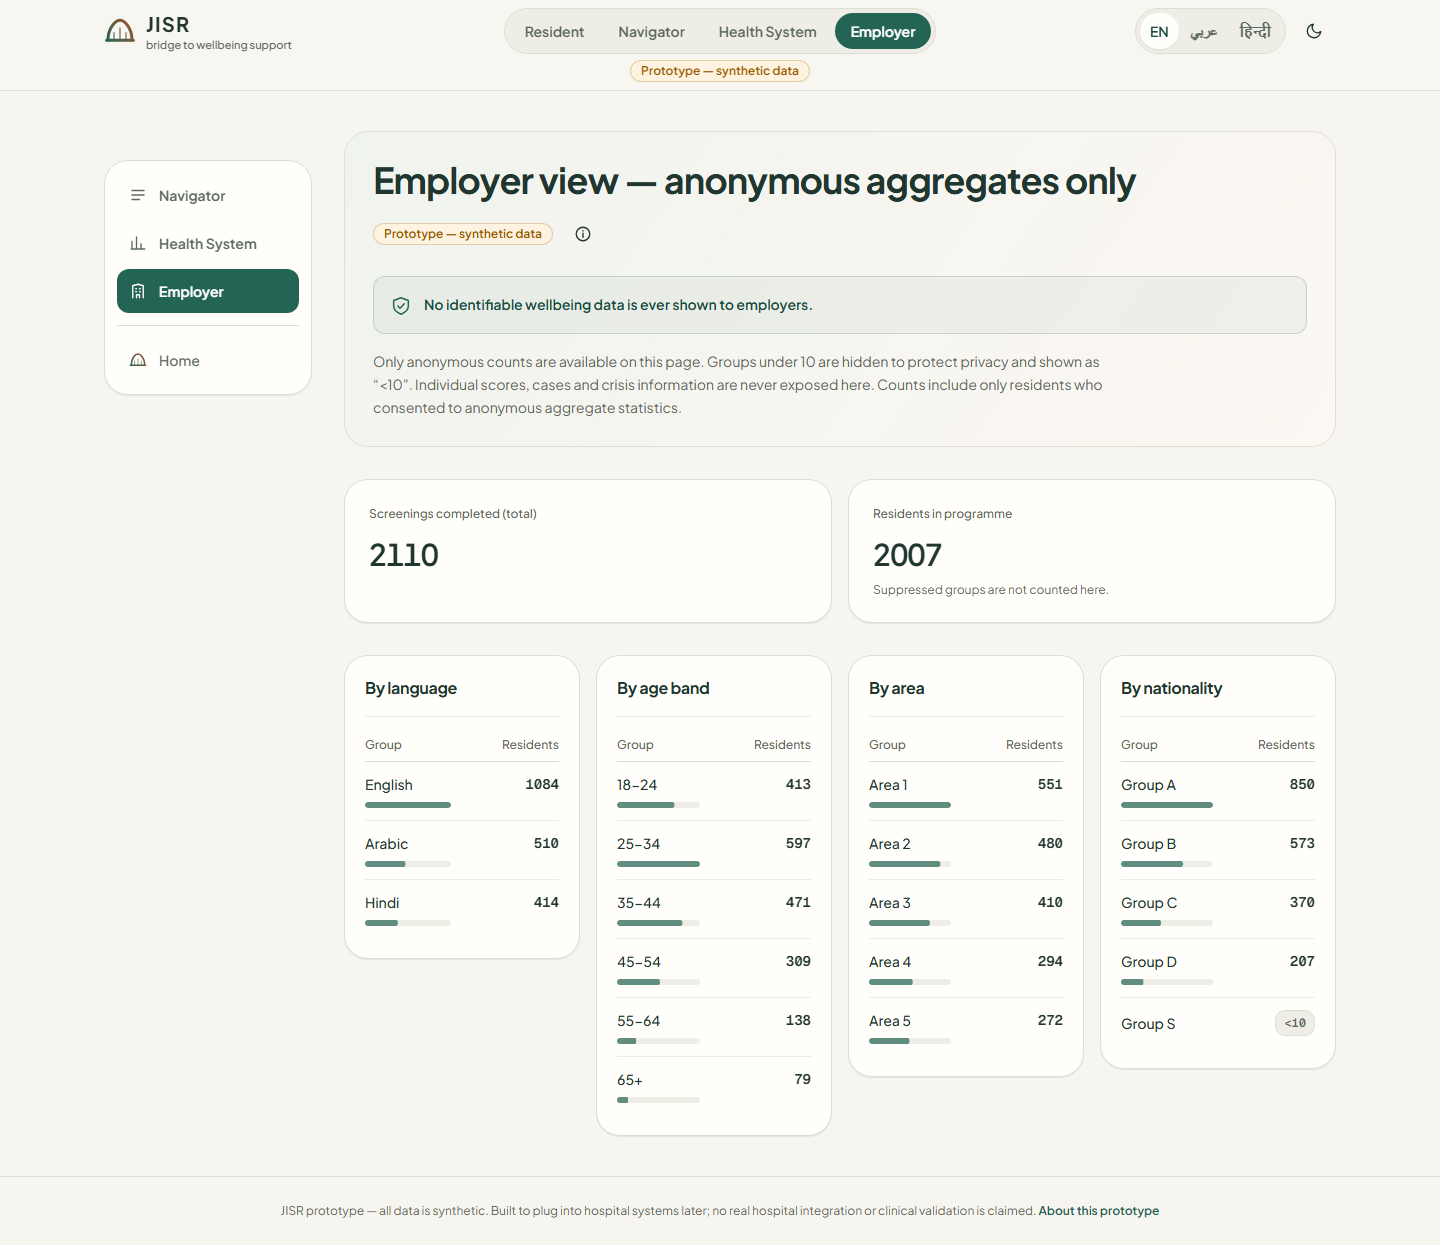 JISR
bridge to wellbeing support
Resident
Navigator
Health System
Employer
Prototype — synthetic data
EN
عربي
हिन्दी
Navigator
Health System
Employer
Home
Employer view — anonymous aggregates only
Prototype — synthetic data
No identifiable wellbeing data is ever shown to employers.
Only anonymous counts are available on this page. Groups under 10 are hidden to protect privacy and shown as
“<10”. Individual scores, cases and crisis information are never exposed here. Counts include only residents who
consented to anonymous aggregate statistics.
Screenings completed (total)
2110
Residents in programme
2007
Suppressed groups are not counted here.
By language
Group Residents
English 1084
Arabic 510
Hindi 414
By age band
Group Residents
18–24 413
25–34 597
35–44 471
45–54 309
55–64 138
65+ 79
By area
Group Residents
Area 1 551
Area 2 480
Area 3 410
Area 4 294
Area 5 272
By nationality
Group Residents
Group A 850
Group B 573
Group C 370
Group D 207
Group S <10
JISR prototype — all data is synthetic. Built to plug into hospital systems later; no real hospital integration or clinical validation is claimed. About this prototype